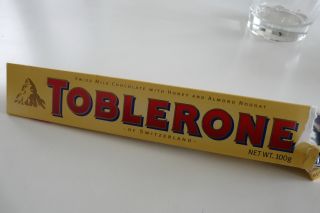 Swiss Milk Chocolate with Honey and Almond Nougat
TOBLERONE
- OF SWITZERLAND -
NET WT. 100g